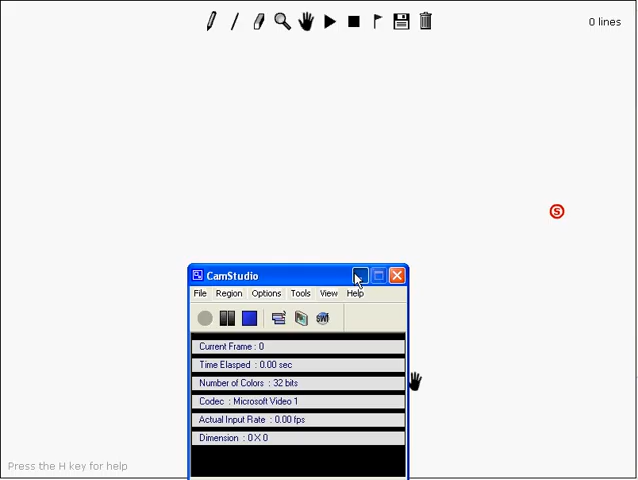 0 lines
S
CamStudio
File Region Options Tools View Help
SWF
Current Frame : 0
Time Elasped : 0.00 sec
Number of Colors : 32 bits
Codec : Microsoft Video 1
Actual Input Rate : 0.00 fps
Dimension : 0 X 0
Press the H key for help